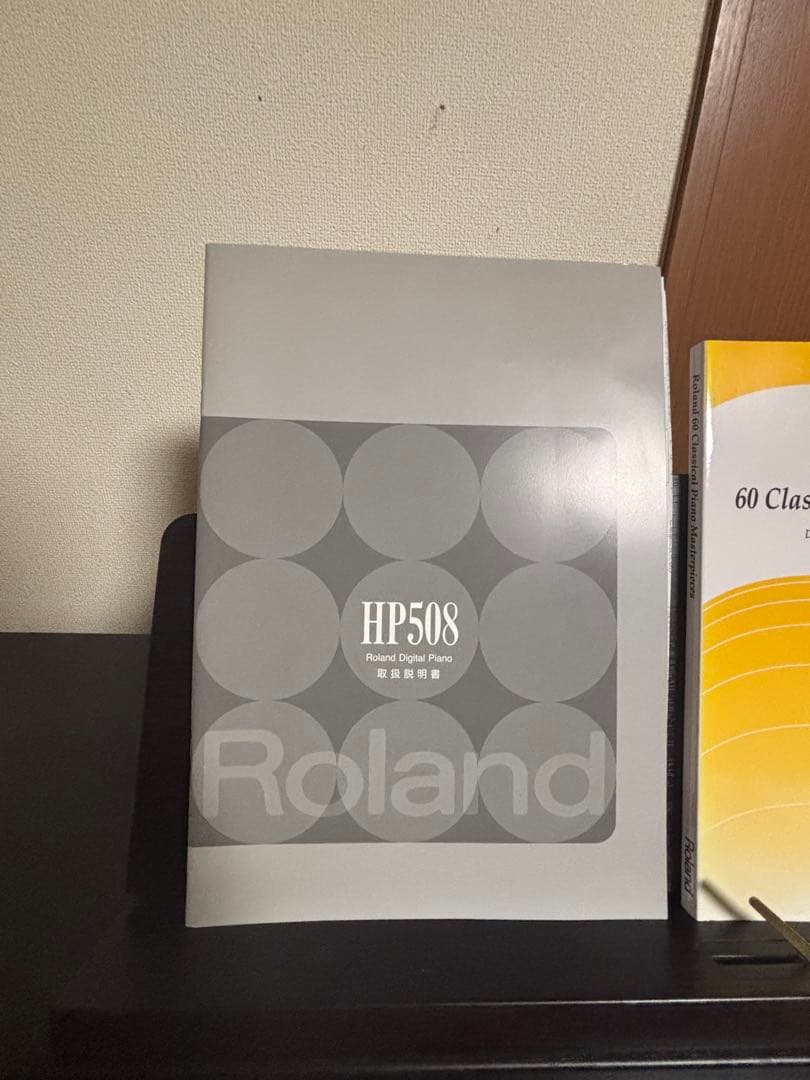 HP508
Roland Digital Piano
取扱説明書
Roland
Roland 60 Classical Piano Masterpieces
Roland
60 Clas